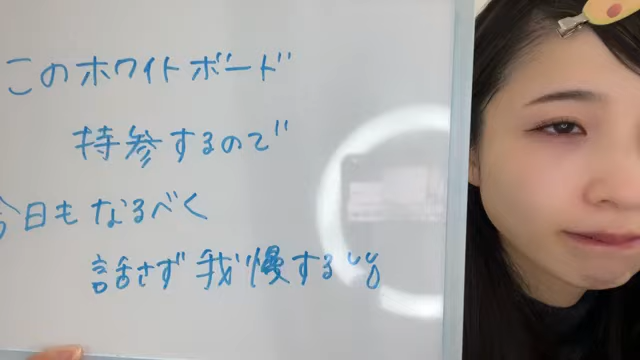 このホワイトボード
持参するので
今日もなるべく
話さず我慢する